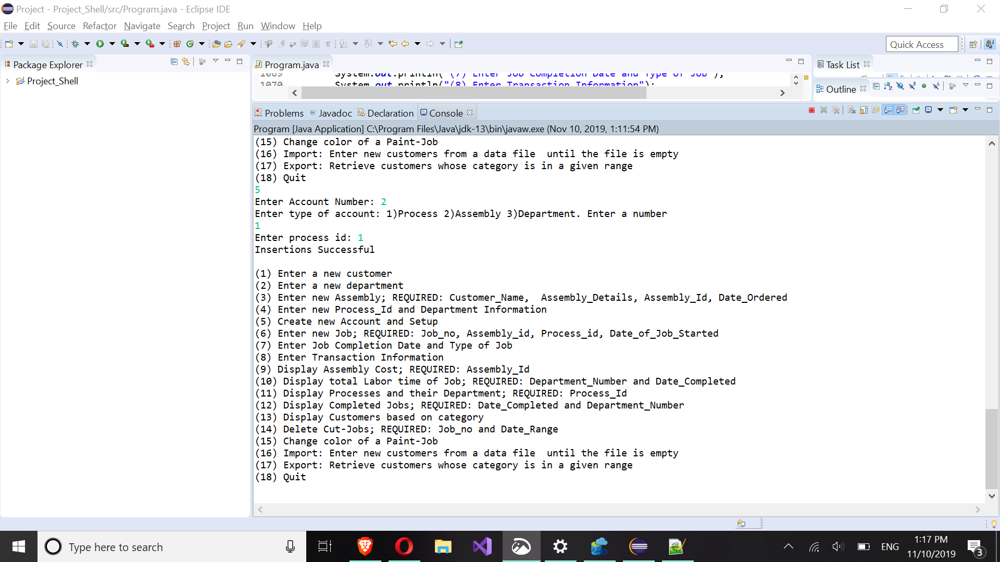 Project - Project_Shell/src/Program.java - Eclipse IDE
File Edit Source Refactor Navigate Search Project Run Window Help
Quick Access
Package Explorer
Project_Shell
Program.java
1069 System.out.println("(7) Enter Job Completion Date and Type of Job");
1070 System.out.println("(8) Enter Transaction Information");
Task List
Outline
Problems Javadoc Declaration Console
Program [Java Application] C:\Program Files\Java\jdk-13\bin\javaw.exe (Nov 10, 2019, 1:11:54 PM)
(15) Change color of a Paint-Job
(16) Import: Enter new customers from a data file  until the file is empty
(17) Export: Retrieve customers whose category is in a given range
(18) Quit
5
Enter Account Number: 2
Enter type of account: 1)Process 2)Assembly 3)Department. Enter a number
1
Enter process id: 1
Insertions Successful
(1) Enter a new customer
(2) Enter a new department
(3) Enter new Assembly; REQUIRED: Customer_Name,  Assembly_Details, Assembly_Id, Date_Ordered
(4) Enter new Process_Id and Department Information
(5) Create new Account and Setup
(6) Enter new Job; REQUIRED: Job_no, Assembly_id, Process_id, Date_of_Job_Started
(7) Enter Job Completion Date and Type of Job
(8) Enter Transaction Information
(9) Display Assembly Cost; REQUIRED: Assembly_Id
(10) Display total Labor time of Job; REQUIRED: Department_Number and Date_Completed
(11) Display Processes and their Department; REQUIRED: Process_Id
(12) Display Completed Jobs; REQUIRED: Date_Completed and Department_Number
(13) Display Customers based on category
(14) Delete Cut-Jobs; REQUIRED: Job_no and Date_Range
(15) Change color of a Paint-Job
(16) Import: Enter new customers from a data file  until the file is empty
(17) Export: Retrieve customers whose category is in a given range
(18) Quit
Type here to search
ENG
1:17 PM
11/10/2019
3